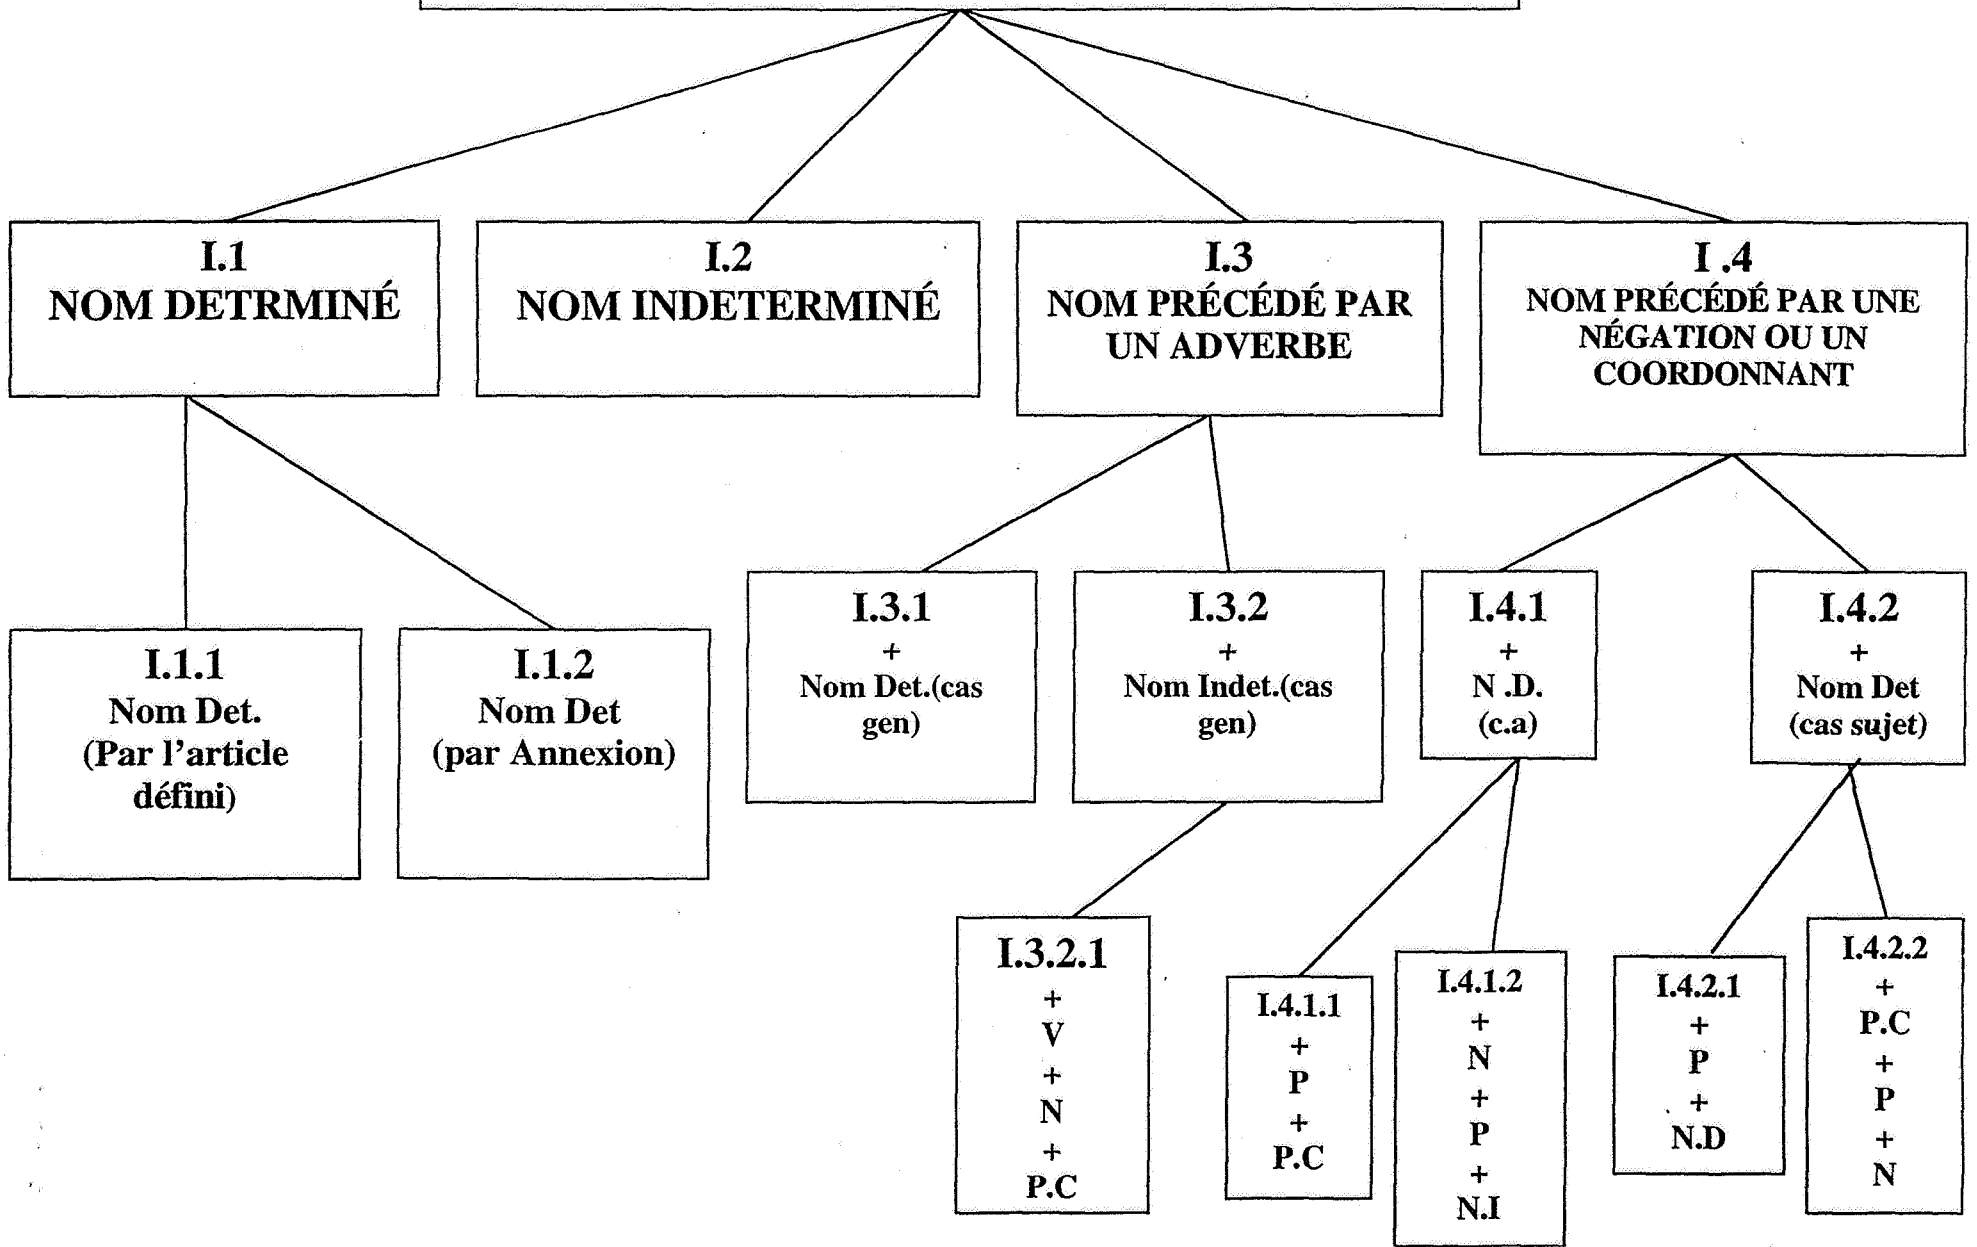 I.1
NOM DETRMINÉ
I.2
NOM INDETERMINÉ
I.3
NOM PRÉCÉDÉ PAR
UN ADVERBE
I .4
NOM PRÉCÉDÉ PAR UNE
NÉGATION OU UN
COORDONNANT
I.1.1
Nom Det.
(Par l’article
défini)
I.1.2
Nom Det
(par Annexion)
I.3.1
+
Nom Det.(cas
gen)
I.3.2
+
Nom Indet.(cas
gen)
I.4.1
+
N .D.
(c.a)
I.4.2
+
Nom Det
(cas sujet)
I.3.2.1
+
V
+
N
+
P.C
I.4.1.1
+
P
+
P.C
I.4.1.2
+
N
+
P
+
N.I
I.4.2.1
+
P
+
N.D
I.4.2.2
+
P.C
+
P
+
N